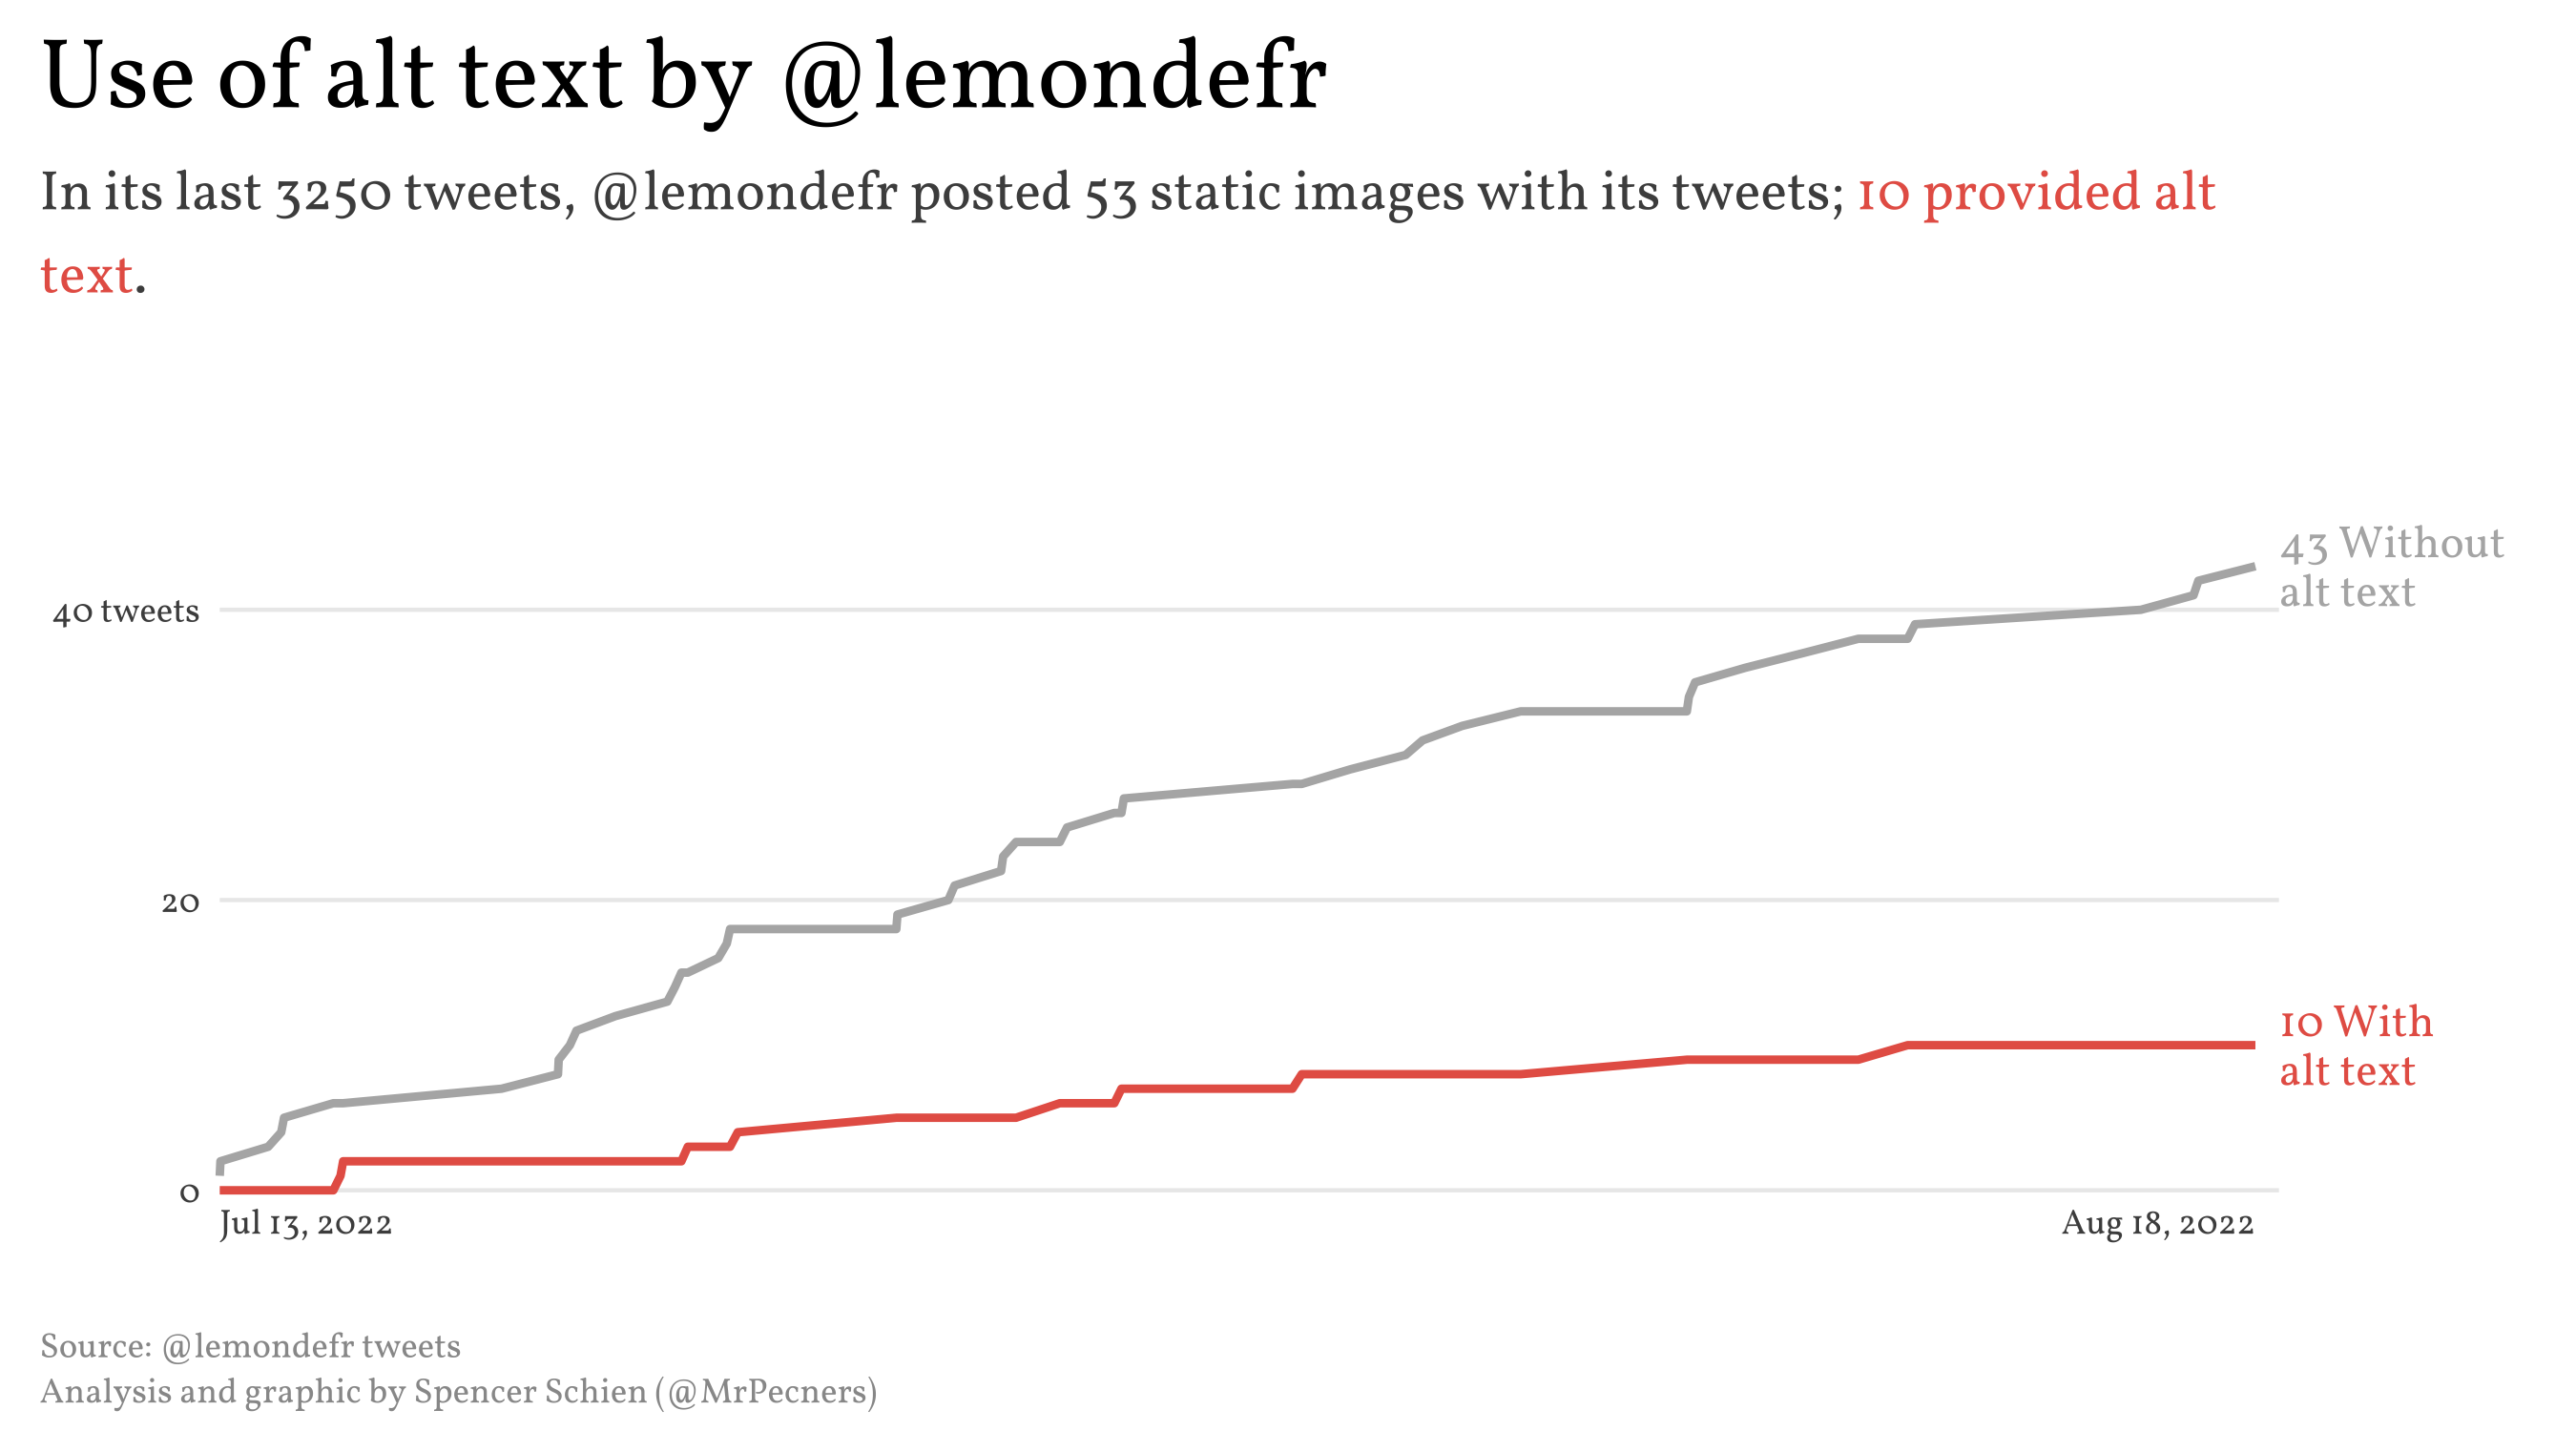 Use of alt text by @lemondefr
In its last 3250 tweets, @lemondefr posted 53 static images with its tweets; 10 provided alt
text.
43 Without
alt text
40 tweets
20
10 With
alt text
0
Jul 13, 2022
Aug 18, 2022
Source: @lemondefr tweets
Analysis and graphic by Spencer Schien (@MrPecners)